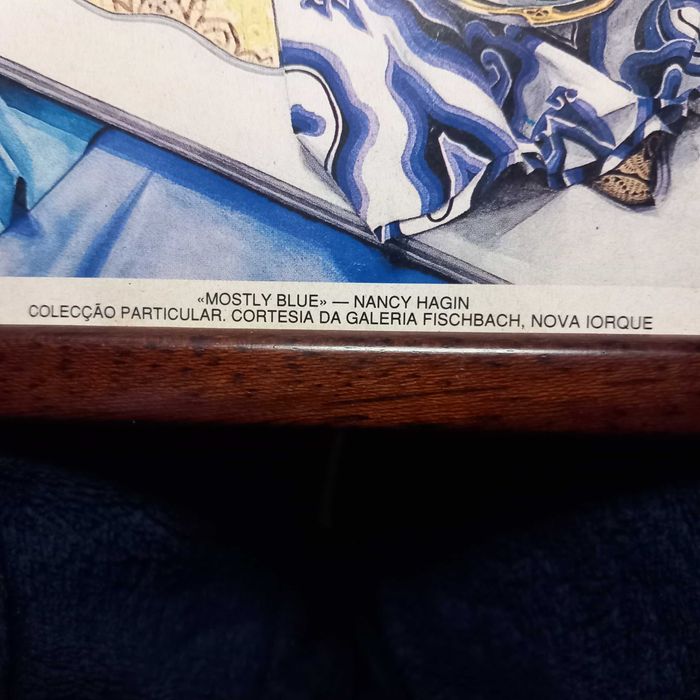 «MOSTLY BLUE» — NANCY HAGIN
COLECÇÃO PARTICULAR. CORTESIA DA GALERIA FISCHBACH, NOVA IORQUE